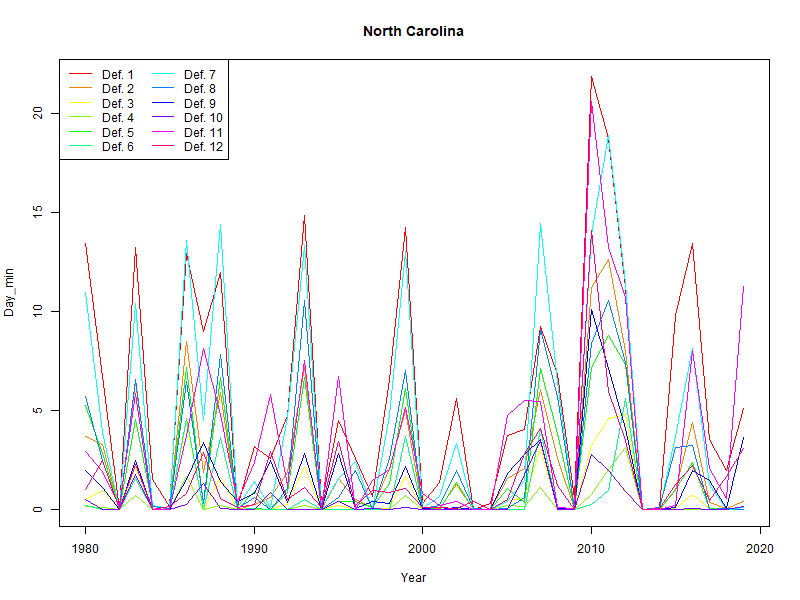 North Carolina
Def. 1 Def. 7
Def. 2 Def. 8
Def. 3 Def. 9
Def. 4 Def. 10
Def. 5 Def. 11
Def. 6 Def. 12
20
15
10
5
0
Day_min
1980 1990 2000 2010 2020
Year